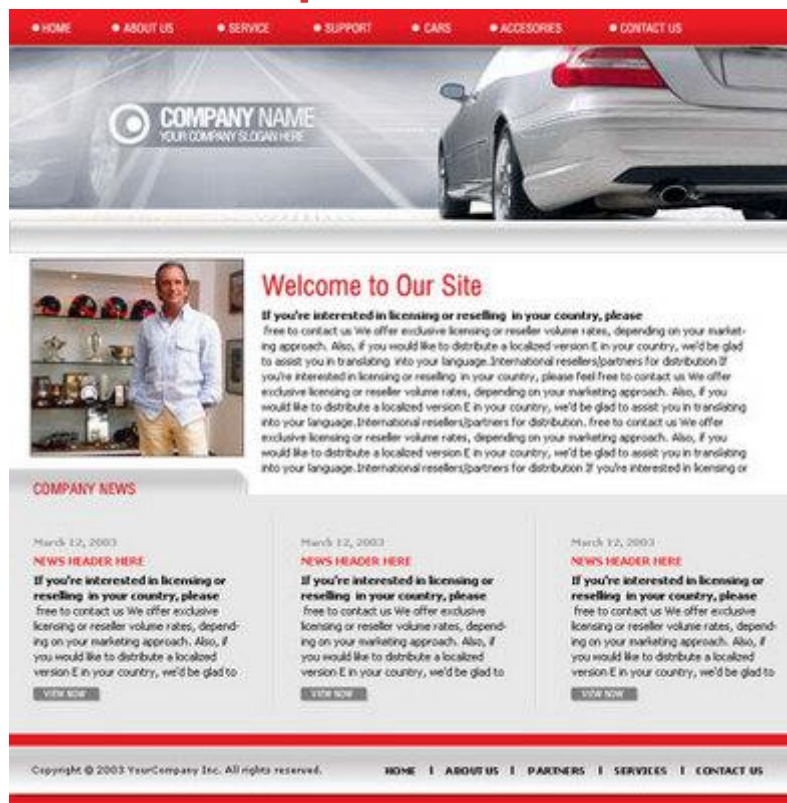 HOME ABOUT US SERVICE SUPPORT CARS ACCESORIES CONTACT US
COMPANY NAME
YOUR COMPANY SLOGAN HERE
Welcome to Our Site
If you're interested in licensing or reselling in your country, please
free to contact us We offer exclusive licensing or reseller volume rates, depending on your market-
ing approach. Also, if you would like to distribute a localized version E in your country, we'd be glad
to assist you in translating into your language.International resellers/partners for distribution If
you're interested in licensing or reselling in your country, please feel free to contact us We offer
exclusive licensing or reseller volume rates, depending on your marketing approach. Also, if you
would like to distribute a localized version E in your country, we'd be glad to assist you in translating
into your language.International resellers/partners for distribution. free to contact us We offer
exclusive licensing or reseller volume rates, depending on your marketing approach. Also, if you
would like to distribute a localized version E in your country, we'd be glad to assist you in translating
into your language.International resellers/partners for distribution If you're interested in licensing or
COMPANY NEWS
March 12, 2003
NEWS HEADER HERE
If you're interested in licensing or
reselling in your country, please
free to contact us We offer exclusive
licensing or reseller volume rates, depend-
ing on your marketing approach. Also, if
you would like to distribute a localized
version E in your country, we'd be glad to
VIEW NOW
March 12, 2003
NEWS HEADER HERE
If you're interested in licensing or
reselling in your country, please
free to contact us We offer exclusive
licensing or reseller volume rates, depend-
ing on your marketing approach. Also, if
you would like to distribute a localized
version E in your country, we'd be glad to
VIEW NOW
March 12, 2003
NEWS HEADER HERE
If you're interested in licensing or
reselling in your country, please
free to contact us We offer exclusive
licensing or reseller volume rates, depend-
ing on your marketing approach. Also, if
you would like to distribute a localized
version E in your country, we'd be glad to
VIEW NOW
Copyright © 2003 YourCompany Inc. All rights reserved.
HOME | ABOUT US | PARTNERS | SERVICES | CONTACT US